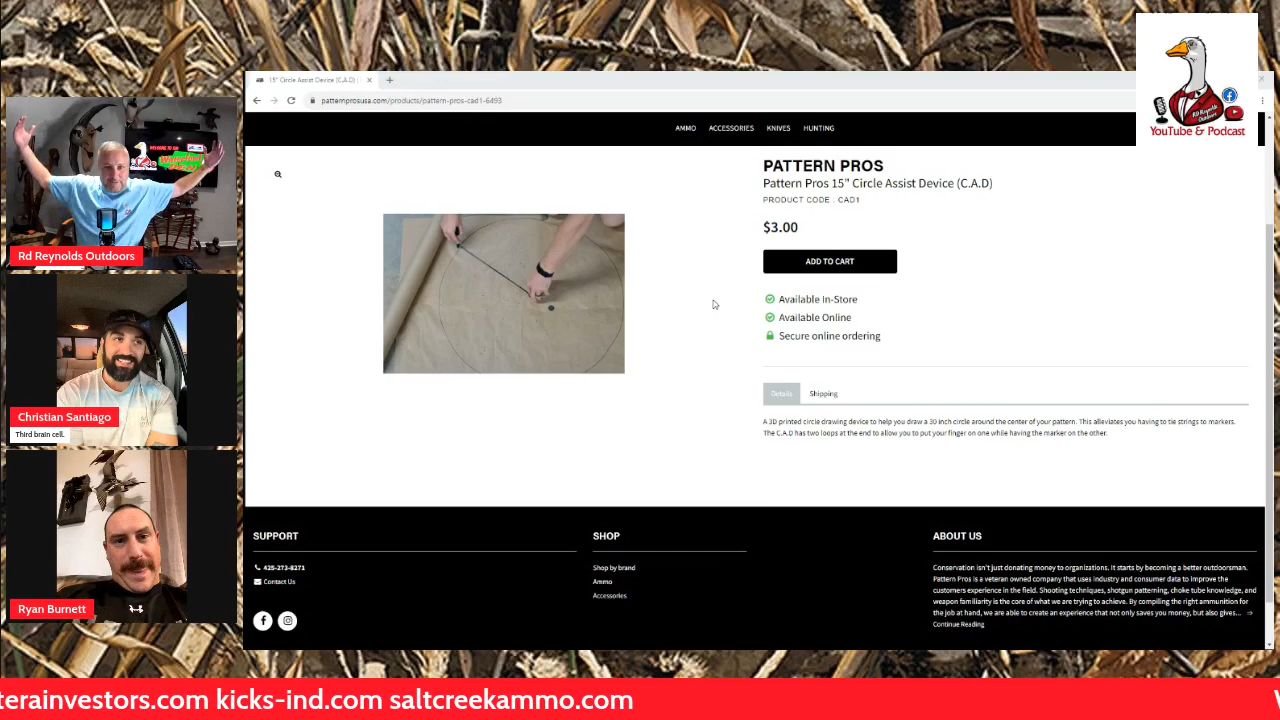 15" Circle Assist Device (C.A.D) |
patternprosusa.com/products/pattern-pros-cad1-6493
AMMO ACCESSORIES KNIVES HUNTING
RD Reynolds Outdoors
YouTube & Podcast
PATTERN PROS
Pattern Pros 15" Circle Assist Device (C.A.D)
PRODUCT CODE . CAD1
$3.00
ADD TO CART
Available In-Store
Available Online
Secure online ordering
Details Shipping
A 3D printed circle drawing device to help you draw a 30 inch circle around the center of your pattern. This alleviates you having to tie strings to markers.
The C.A.D has two loops at the end to allow you to put your finger on one while having the marker on the other.
Rd Reynolds Outdoors
Christian Santiago
Third brain cell.
Ryan Burnett
SUPPORT
425-273-8271
Contact Us
SHOP
Shop by brand
Ammo
Accessories
ABOUT US
Conservation isn't just donating money to organizations. It starts by becoming a better outdoorsman.
Pattern Pros is a veteran owned company that uses industry and consumer data to improve the
customers experience in the field. Shooting techniques, shotgun patterning, choke tube knowledge, and
weapon familiarity is the core of what we are trying to achieve. By compiling the right ammunition for
the job at hand, we are able to create an experience that not only saves you money, but also gives... →
Continue Reading
terainvestors.com kicks-ind.com saltcreekammo.com